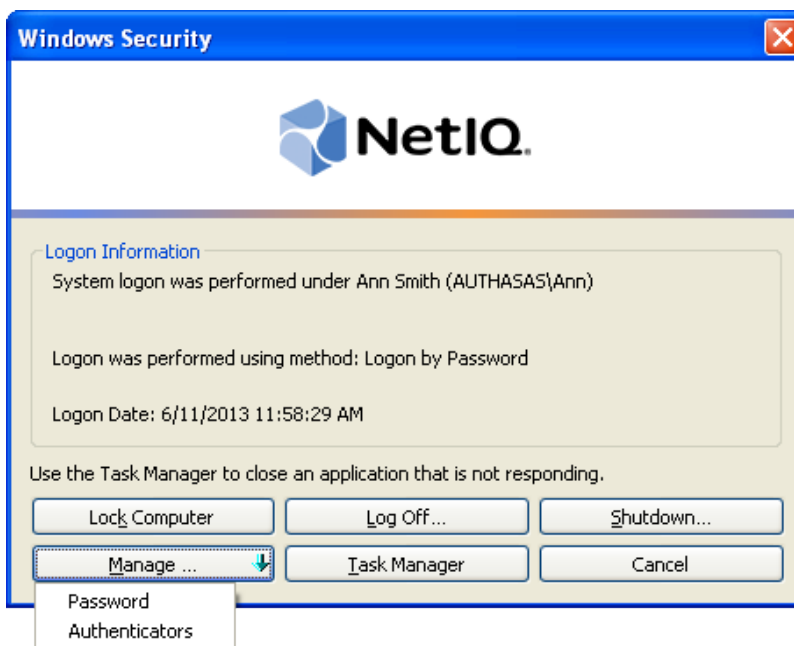 Windows Security
NetIQ.
Logon Information
System logon was performed under Ann Smith (AUTHASAS\Ann)
Logon was performed using method: Logon by Password
Logon Date: 6/11/2013 11:58:29 AM
Use the Task Manager to close an application that is not responding.
Lock Computer Log Off... Shutdown...
Manage ... Task Manager Cancel
Password
Authenticators